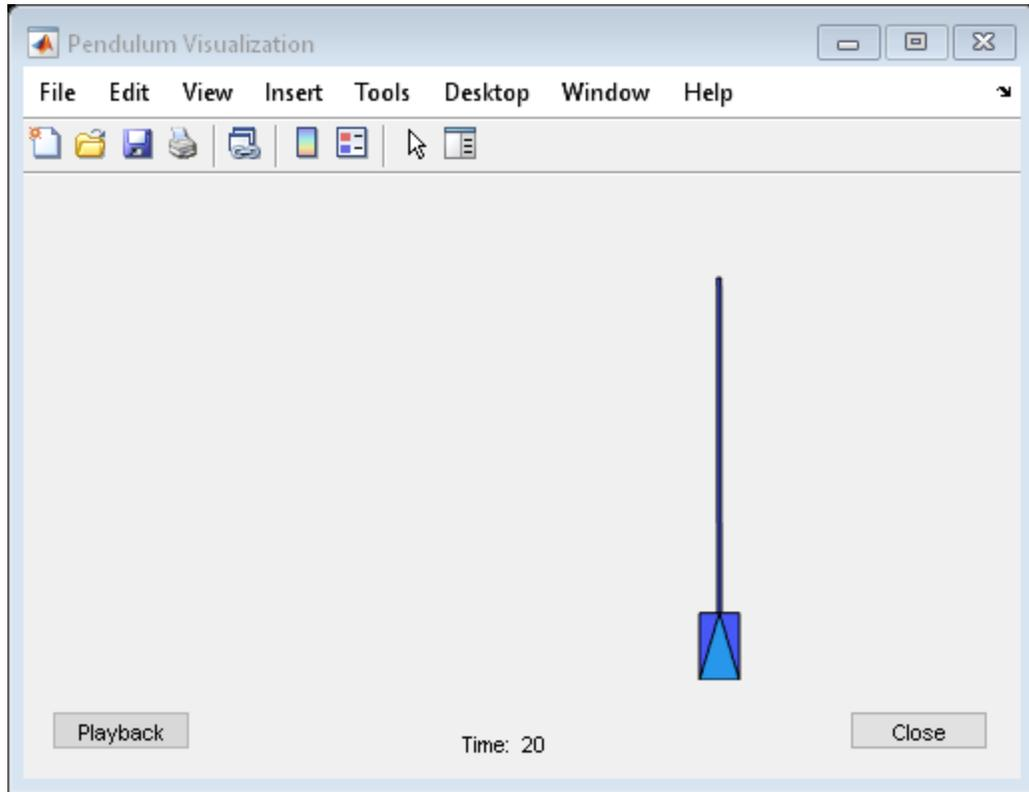 Pendulum Visualization
File Edit View Insert Tools Desktop Window Help
Playback
Time: 20
Close